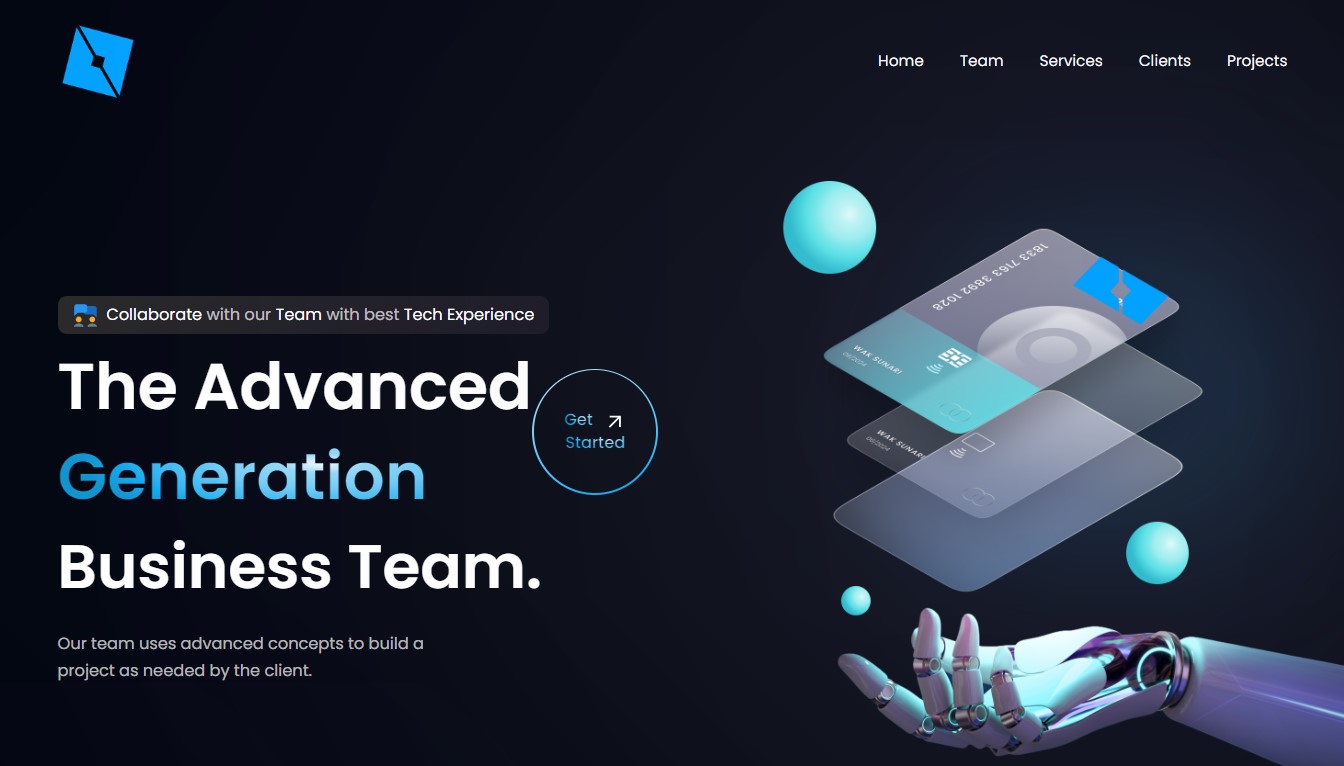 Home Team Services Clients Projects
Collaborate with our Team with best Tech Experience
The Advanced
Generation
Business Team.
Get
Started
Our team uses advanced concepts to build a
project as needed by the client.
1833 7163 3892 1028
WAK SUNARI
06/2024
WAK SUNARI
06/2024